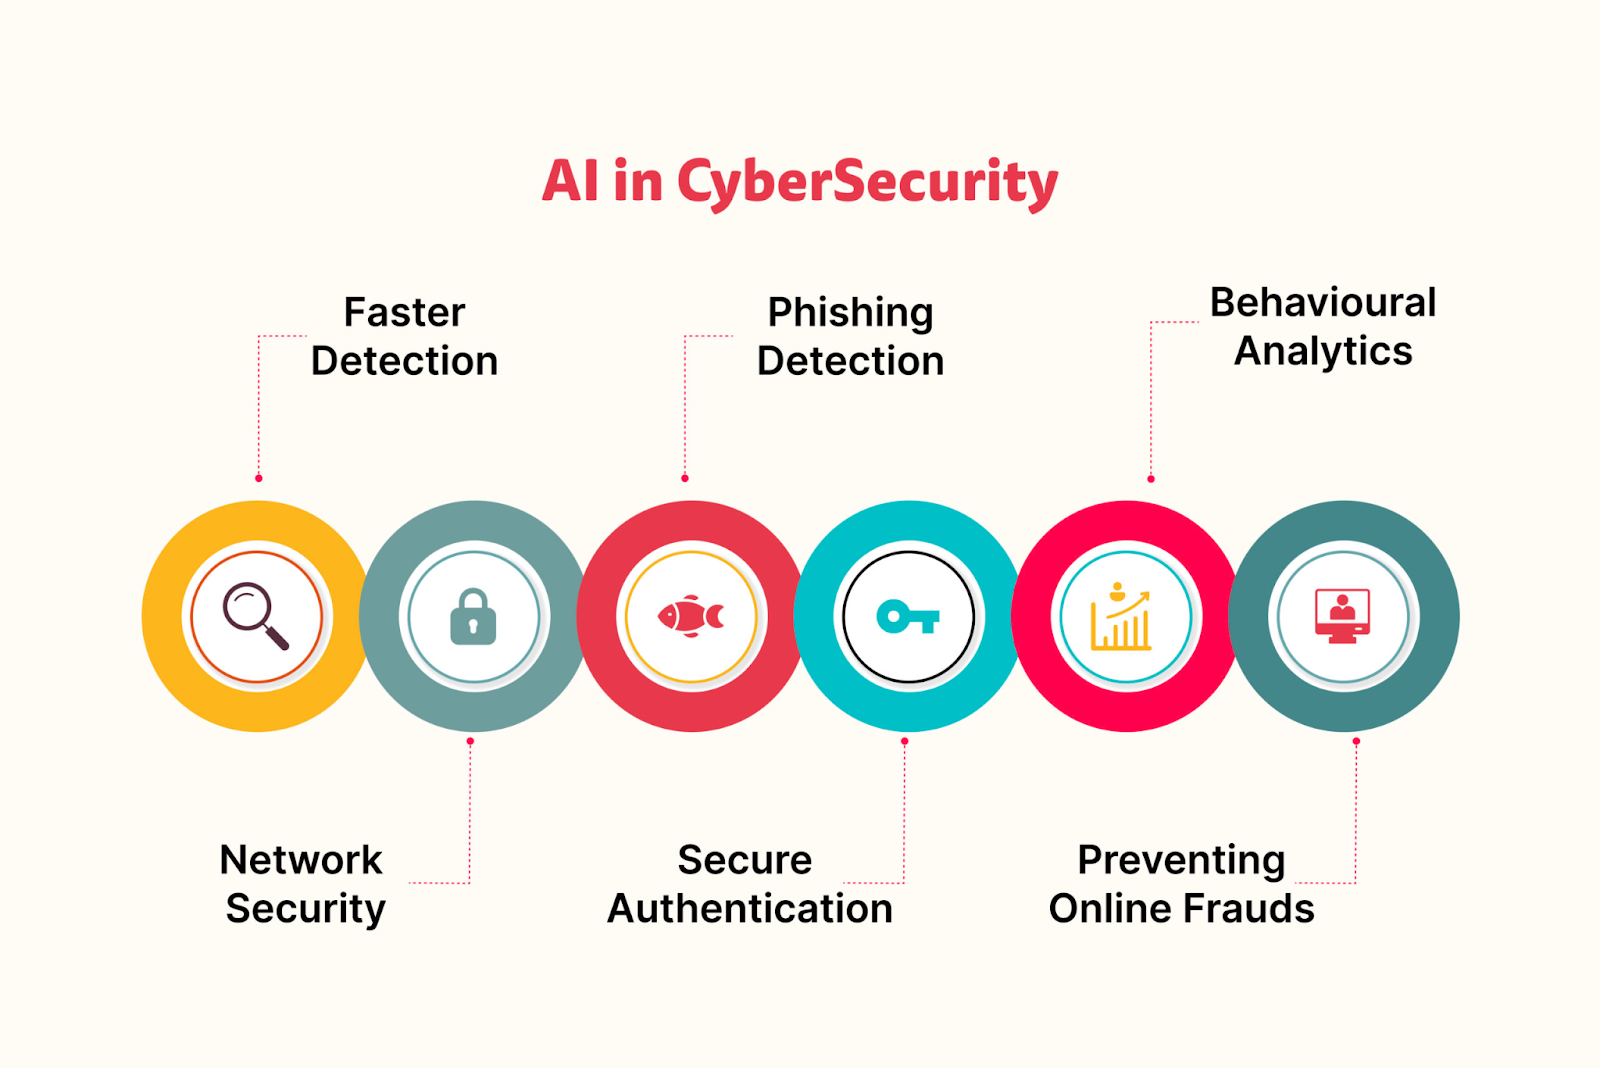 AI in CyberSecurity
Faster
Detection
Phishing
Detection
Behavioural
Analytics
Network
Security
Secure
Authentication
Preventing
Online Frauds